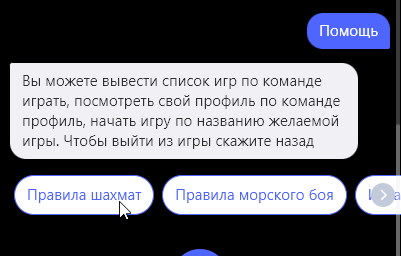 Помощь
Вы можете вывести список игр по команде
играть, посмотреть свой профиль по команде
профиль, начать игру по названию желаемой
игры. Чтобы выйти из игры скажите назад
Правила шахмат Правила морского боя